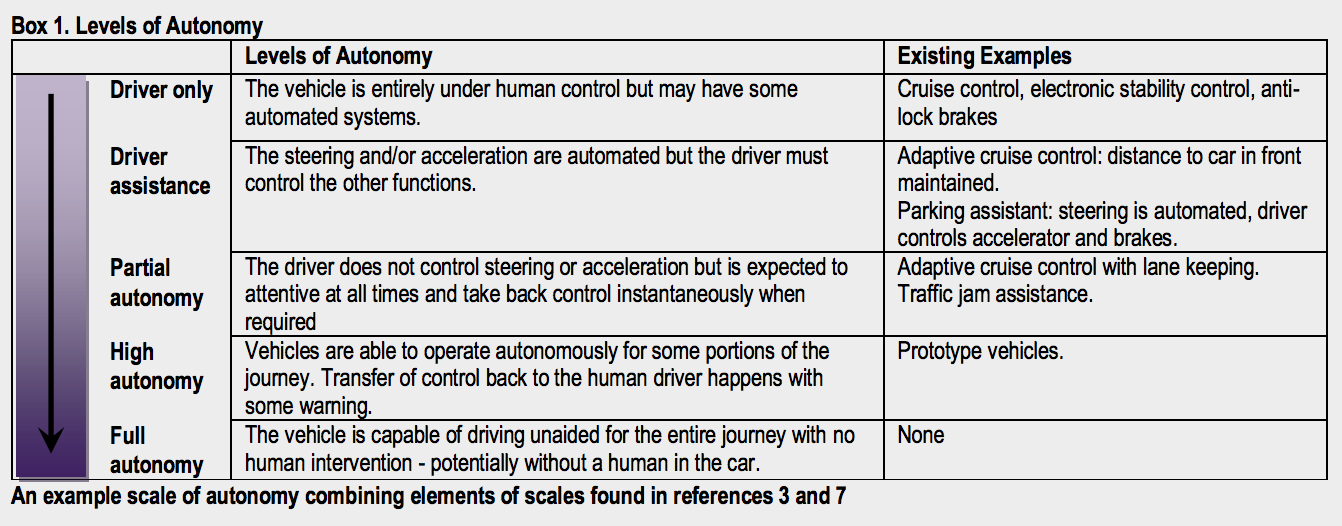 Box 1. Levels of Autonomy
Levels of Autonomy
Existing Examples
Driver only
The vehicle is entirely under human control but may have some
automated systems.
Cruise control, electronic stability control, anti-
lock brakes
Driver
assistance
The steering and/or acceleration are automated but the driver must
control the other functions.
Adaptive cruise control: distance to car in front
maintained.
Parking assistant: steering is automated, driver
controls accelerator and brakes.
Partial
autonomy
The driver does not control steering or acceleration but is expected to
attentive at all times and take back control instantaneously when
required
Adaptive cruise control with lane keeping.
Traffic jam assistance.
High
autonomy
Vehicles are able to operate autonomously for some portions of the
journey. Transfer of control back to the human driver happens with
some warning.
Prototype vehicles.
Full
autonomy
The vehicle is capable of driving unaided for the entire journey with no
human intervention - potentially without a human in the car.
None
An example scale of autonomy combining elements of scales found in references 3 and 7